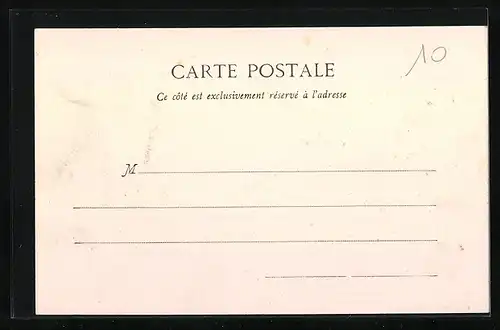 10
CARTE POSTALE
Ce côté est exclusivement réservé à l'adresse
M